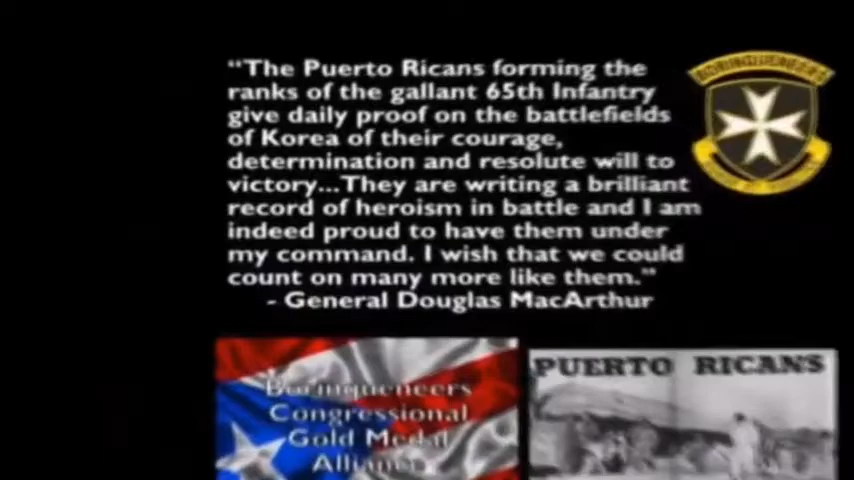 "The Puerto Ricans forming the
ranks of the gallant 65th Infantry
give daily proof on the battlefields
of Korea of their courage,
determination and resolute will to
victory...They are writing a brilliant
record of heroism in battle and I am
indeed proud to have them under
my command. I wish that we could
count on many more like them."
- General Douglas MacArthur
BORINQUENEERS
Borinqueneers
Congressional
Gold Medal
Alliance
PUERTO RICANS